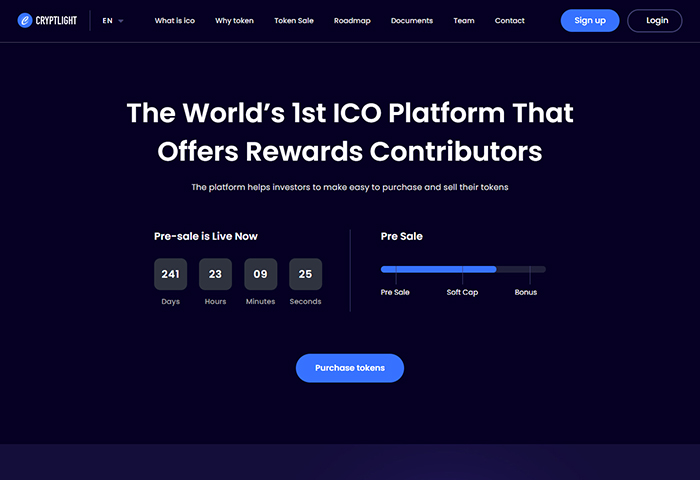 CRYPTLIGHT EN What is ico Why token Token Sale Roadmap Documents Team Contact Sign up Login
The World’s 1st ICO Platform That
Offers Rewards Contributors
The platform helps investors to make easy to purchase and sell their tokens
Pre-sale is Live Now
241 23 09 25
Days Hours Minutes Seconds
Pre Sale
Pre Sale Soft Cap Bonus
Purchase tokens